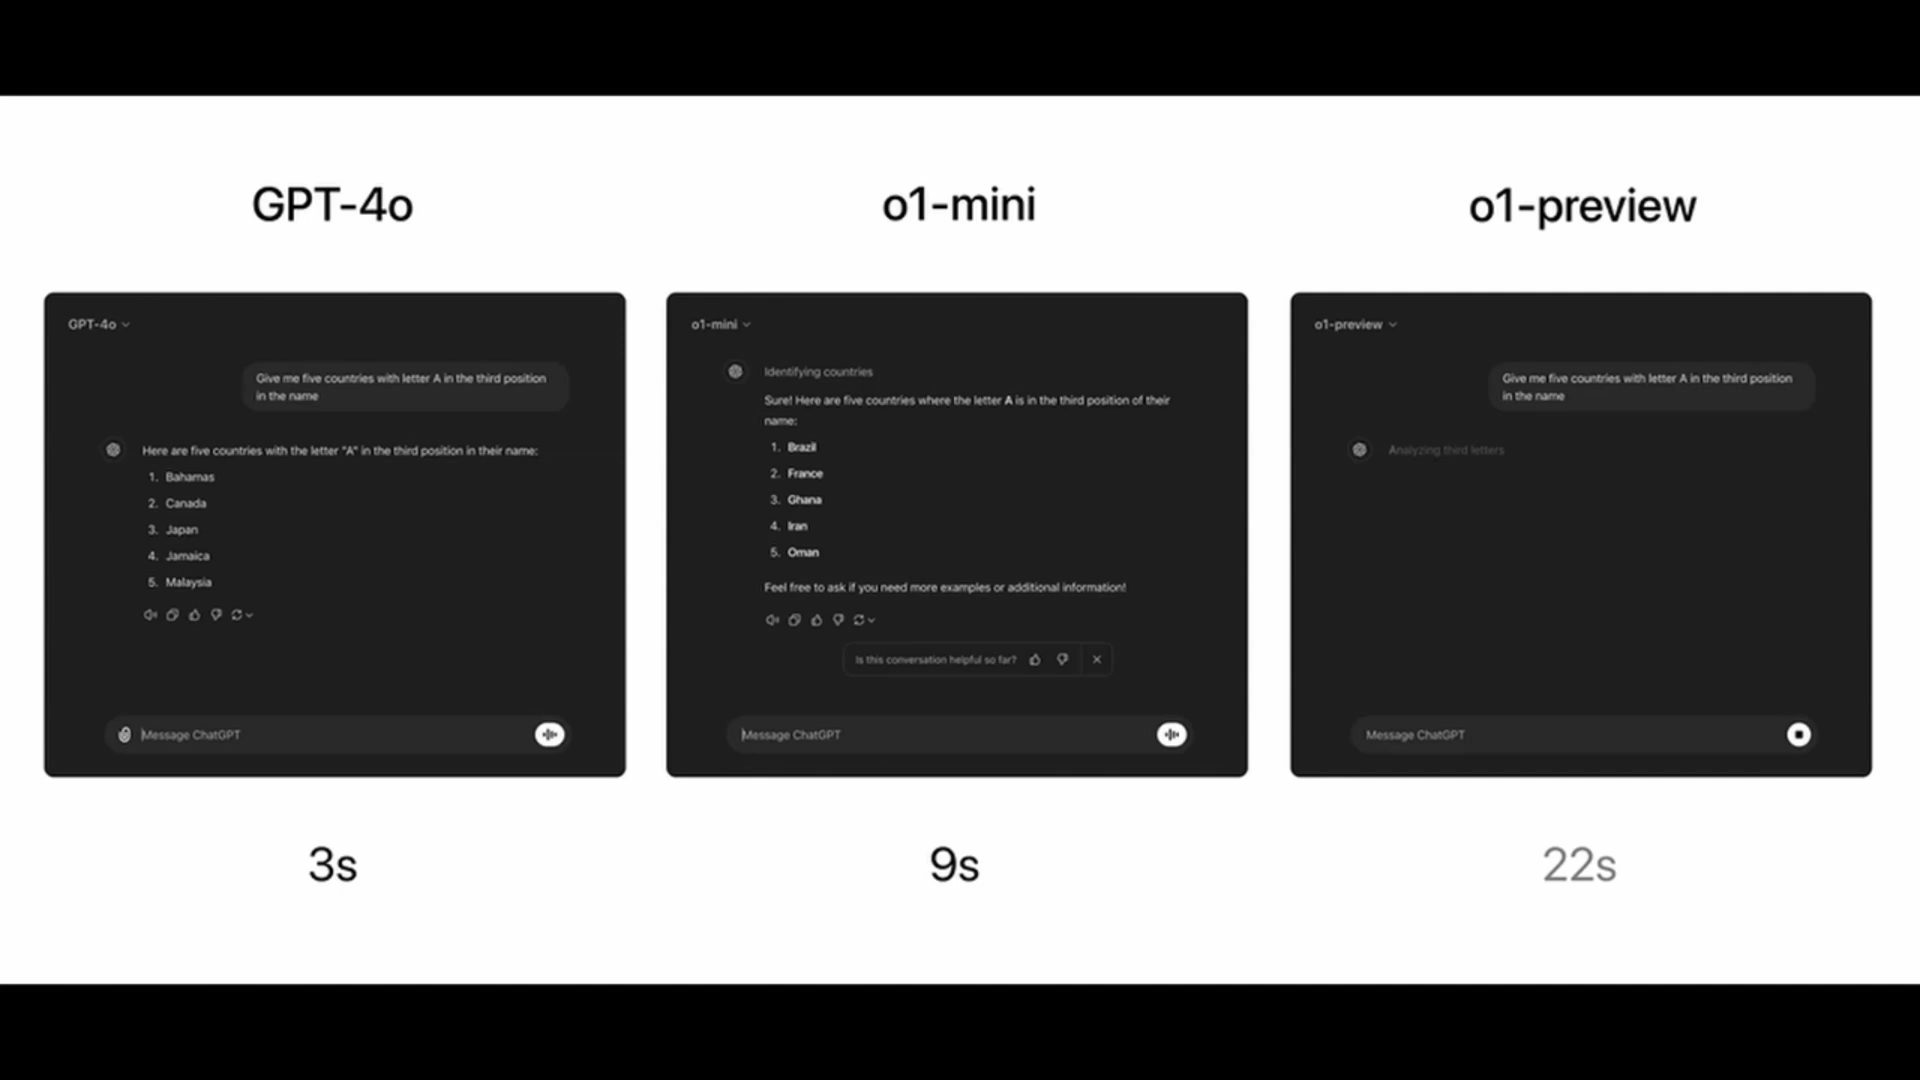 GPT-4o
o1-mini
o1-preview
GPT-4o
Give me five countries with letter A in the third position
in the name
Here are five countries with the letter "A" in the third position in their name:
1. Bahamas
2. Canada
3. Japan
4. Jamaica
5. Malaysia
Message ChatGPT
o1-mini
Identifying countries
Sure! Here are five countries where the letter A is in the third position of their
name:
1. Brazil
2. France
3. Ghana
4. Iran
5. Oman
Feel free to ask if you need more examples or additional information!
Is this conversation helpful so far?
Message ChatGPT
o1-preview
Give me five countries with letter A in the third position
in the name
Analyzing third letters
Message ChatGPT
3s
9s
22s